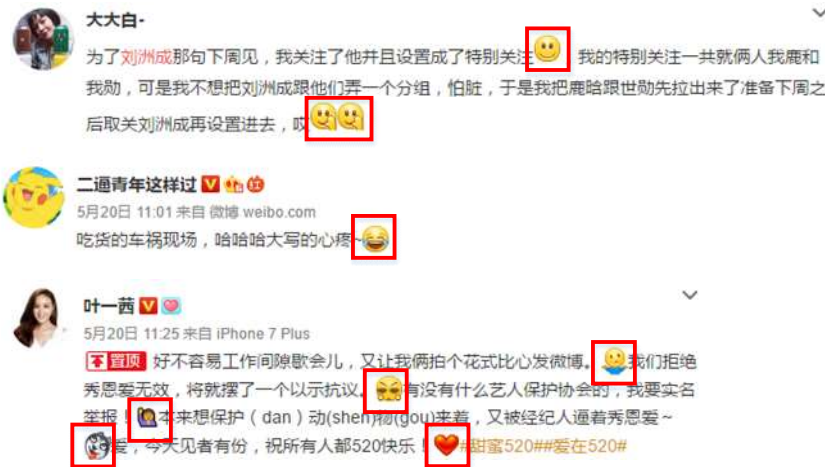 大大白-
为了刘洲成那句下周见，我关注了他并且设置成了特别关注 我的特别关注一共就俩人我鹿和
我勋，可是我不想把刘洲成跟他们弄一个分组，怕脏，于是我把鹿晗跟世勋先拉出来了准备下周之
后取关刘洲成再设置进去，哎
二逼青年这样过
5月20日 11:01 来自 微博 weibo.com
吃货的车祸现场，哈哈哈大写的心疼~
叶一茜
5月20日 11:25 来自 iPhone 7 Plus
置顶 好不容易工作间隙歇会儿，又让我俩拍个花式比心发微博。 我们拒绝
秀恩爱无效，将就摆了一个以示抗议。 有没有什么艺人保护协会的，我要实名
举报！ 本来想保护（dan）动(shen)物(gou)来着，又被经纪人逼着秀恩爱~
爱，今天见者有份，祝所有人都520快乐！ #甜蜜520##爱在520#